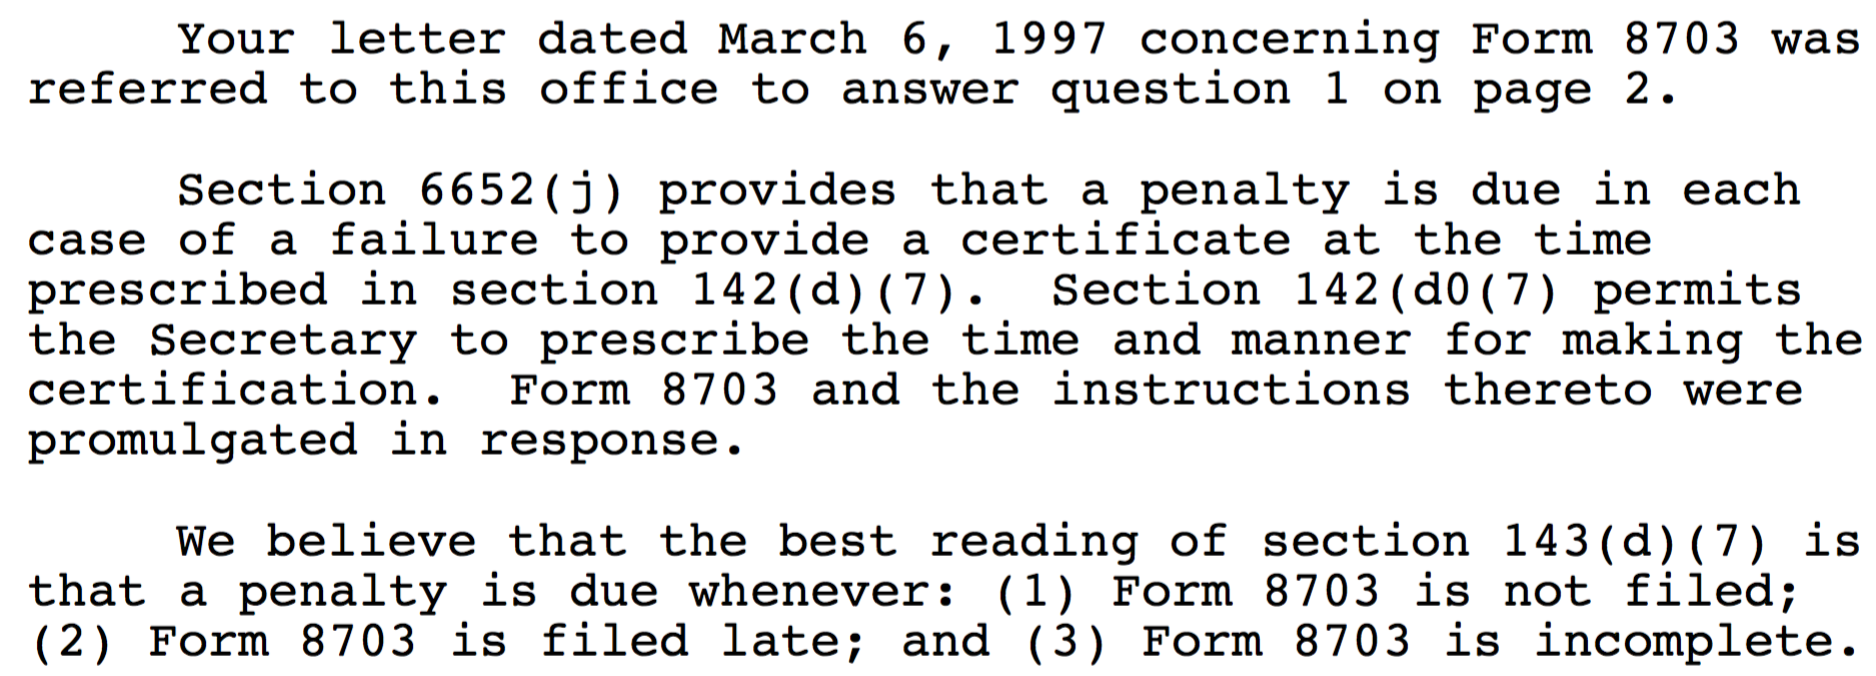 Your letter dated March 6, 1997 concerning Form 8703 was
referred to this office to answer question 1 on page 2.
Section 6652(j) provides that a penalty is due in each
case of a failure to provide a certificate at the time
prescribed in section 142(d)(7).  Section 142(d0(7) permits
the Secretary to prescribe the time and manner for making the
certification.  Form 8703 and the instructions thereto were
promulgated in response.
We believe that the best reading of section 143(d)(7) is
that a penalty is due whenever: (1) Form 8703 is not filed;
(2) Form 8703 is filed late; and (3) Form 8703 is incomplete.